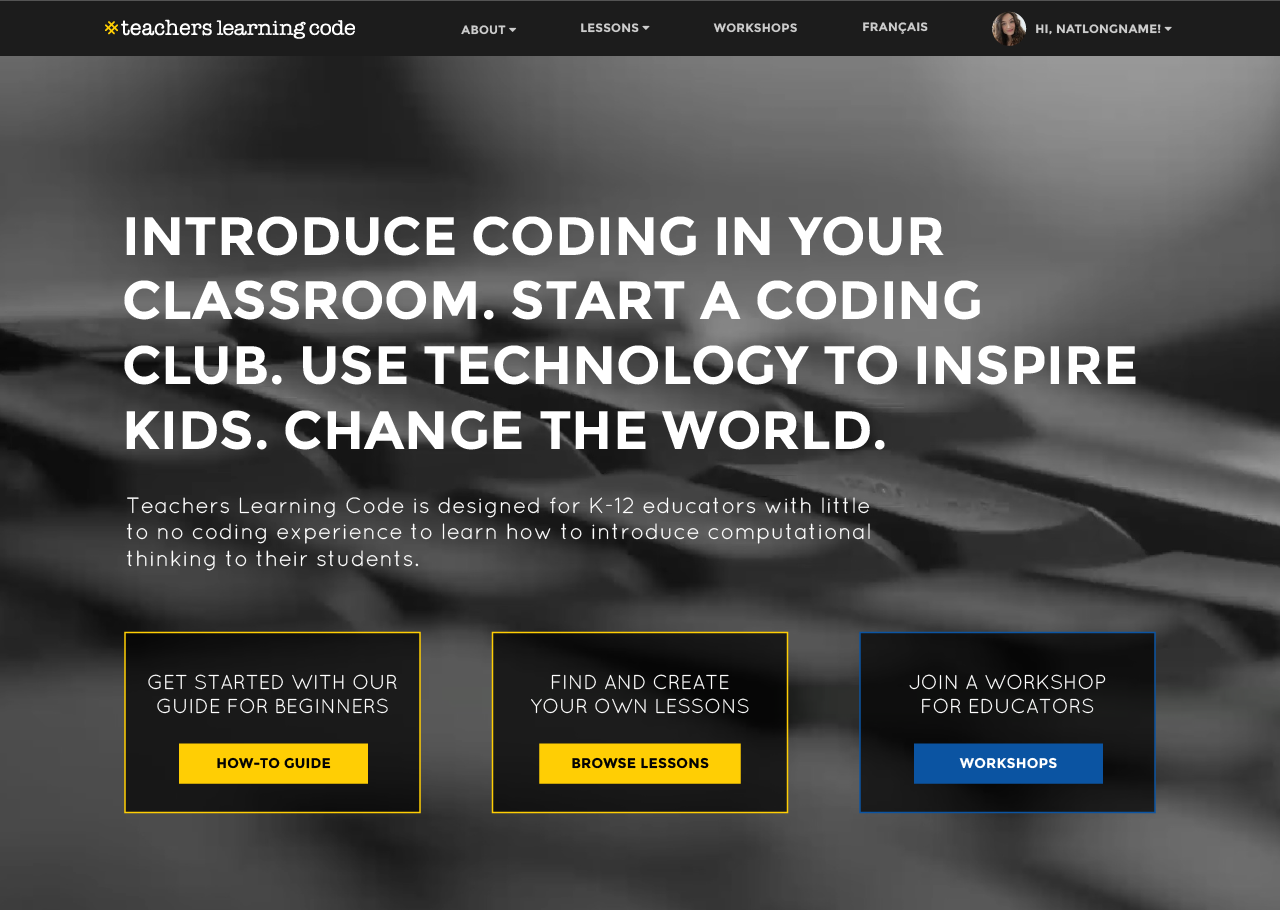 teachers learning code
ABOUT
LESSONS
WORKSHOPS
FRANÇAIS
HI, NATLONGNAME!
INTRODUCE CODING IN YOUR
CLASSROOM. START A CODING
CLUB. USE TECHNOLOGY TO INSPIRE
KIDS. CHANGE THE WORLD.
Teachers Learning Code is designed for K-12 educators with little
to no coding experience to learn how to introduce computational
thinking to their students.
GET STARTED WITH OUR
GUIDE FOR BEGINNERS
HOW-TO GUIDE
FIND AND CREATE
YOUR OWN LESSONS
BROWSE LESSONS
JOIN A WORKSHOP
FOR EDUCATORS
WORKSHOPS